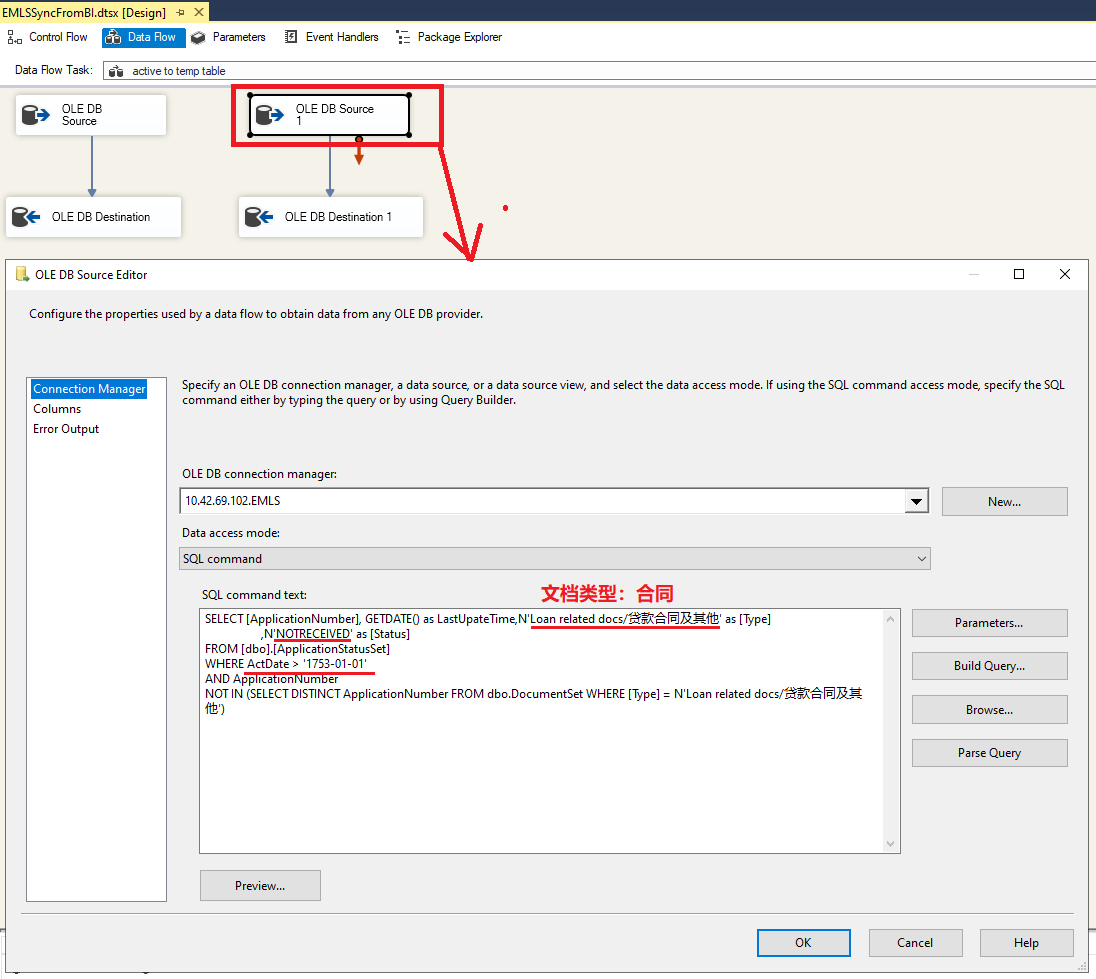 EMLSSyncFromBI.dtsx [Design]
Control Flow Data Flow Parameters Event Handlers Package Explorer
Data Flow Task: active to temp table
OLE DB
Source
OLE DB Source
1
OLE DB Destination
OLE DB Destination 1
OLE DB Source Editor
Configure the properties used by a data flow to obtain data from any OLE DB provider.
Connection Manager
Columns
Error Output
Specify an OLE DB connection manager, a data source, or a data source view, and select the data access mode. If using the SQL command access mode, specify the SQL
command either by typing the query or by using Query Builder.
OLE DB connection manager:
10.42.69.102.EMLS
New...
Data access mode:
SQL command
SQL command text:
文档类型：合同
SELECT [ApplicationNumber], GETDATE() as LastUpateTime,N'Loan related docs/贷款合同及其他' as [Type]
,N'NOTRECEIVED' as [Status]
FROM [dbo].[ApplicationStatusSet]
WHERE ActDate > '1753-01-01'
AND ApplicationNumber
NOT IN (SELECT DISTINCT ApplicationNumber FROM dbo.DocumentSet WHERE [Type] = N'Loan related docs/贷款合同及其
他')
Parameters...
Build Query...
Browse...
Parse Query
Preview...
OK
Cancel
Help